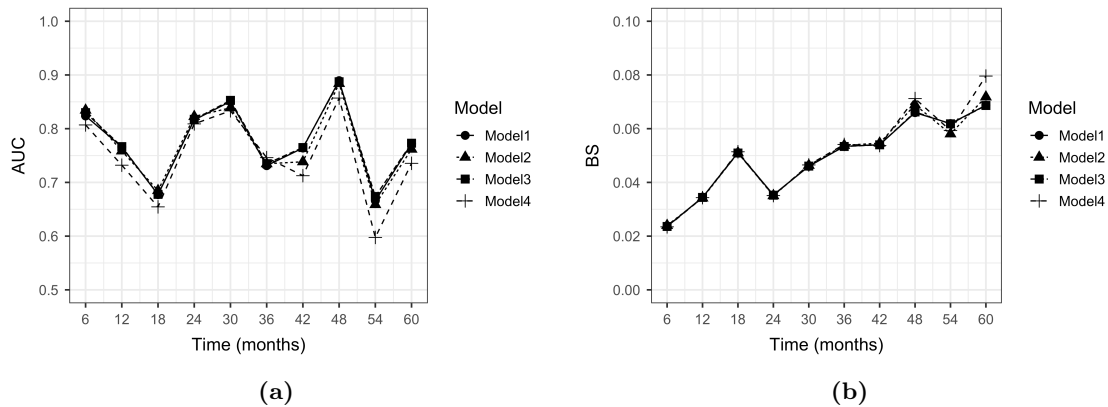 1.0
0.9
0.8
0.7
0.6
0.5
AUC
6 12 18 24 30 36 42 48 54 60
Time (months)
Model
Model1
Model2
Model3
Model4
(a)
0.10
0.08
0.06
0.04
0.02
0.00
BS
6 12 18 24 30 36 42 48 54 60
Time (months)
Model
Model1
Model2
Model3
Model4
(b)